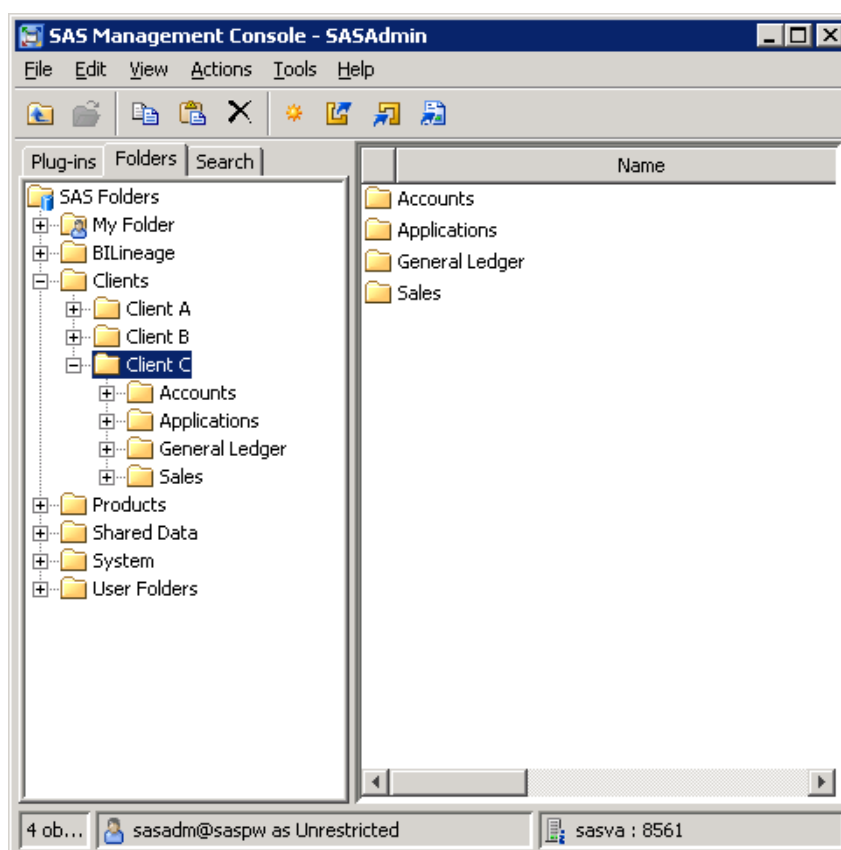 SAS Management Console - SASAdmin
File Edit View Actions Tools Help
Plug-ins Folders Search
SAS Folders
My Folder
BILineage
Clients
Client A
Client B
Client C
Accounts
Applications
General Ledger
Sales
Products
Shared Data
System
User Folders
Name
Accounts
Applications
General Ledger
Sales
4 ob... sasadm@saspw as Unrestricted sasva : 8561